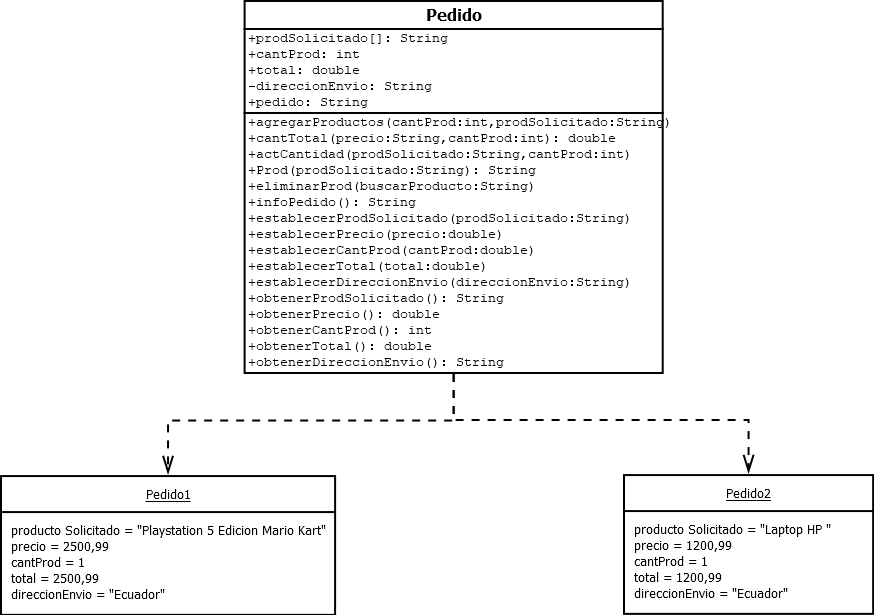 Pedido
+prodSolicitado[]: String
+cantProd: int
+total: double
-direccionEnvio: String
+pedido: String
+agregarProductos(cantProd:int,prodSolicitado:String)
+cantTotal(precio:String,cantProd:int): double
+actCantidad(prodSolicitado:String,cantProd:int)
+Prod(prodSolicitado:String): String
+eliminarProd(buscarProducto:String)
+infoPedido(): String
+establecerProdSolicitado(prodSolicitado:String)
+establecerPrecio(precio:double)
+establecerCantProd(cantProd:double)
+establecerTotal(total:double)
+establecerDireccionEnvio(direccionEnvio:String)
+obtenerProdSolicitado(): String
+obtenerPrecio(): double
+obtenerCantProd(): int
+obtenerTotal(): double
+obtenerDireccionEnvio(): String
Pedido1
producto Solicitado = "Playstation 5 Edicion Mario Kart"
precio = 2500,99
cantProd = 1
total = 2500,99
direccionEnvio = "Ecuador"
Pedido2
producto Solicitado = "Laptop HP "
precio = 1200,99
cantProd = 1
total = 1200,99
direccionEnvio = "Ecuador"